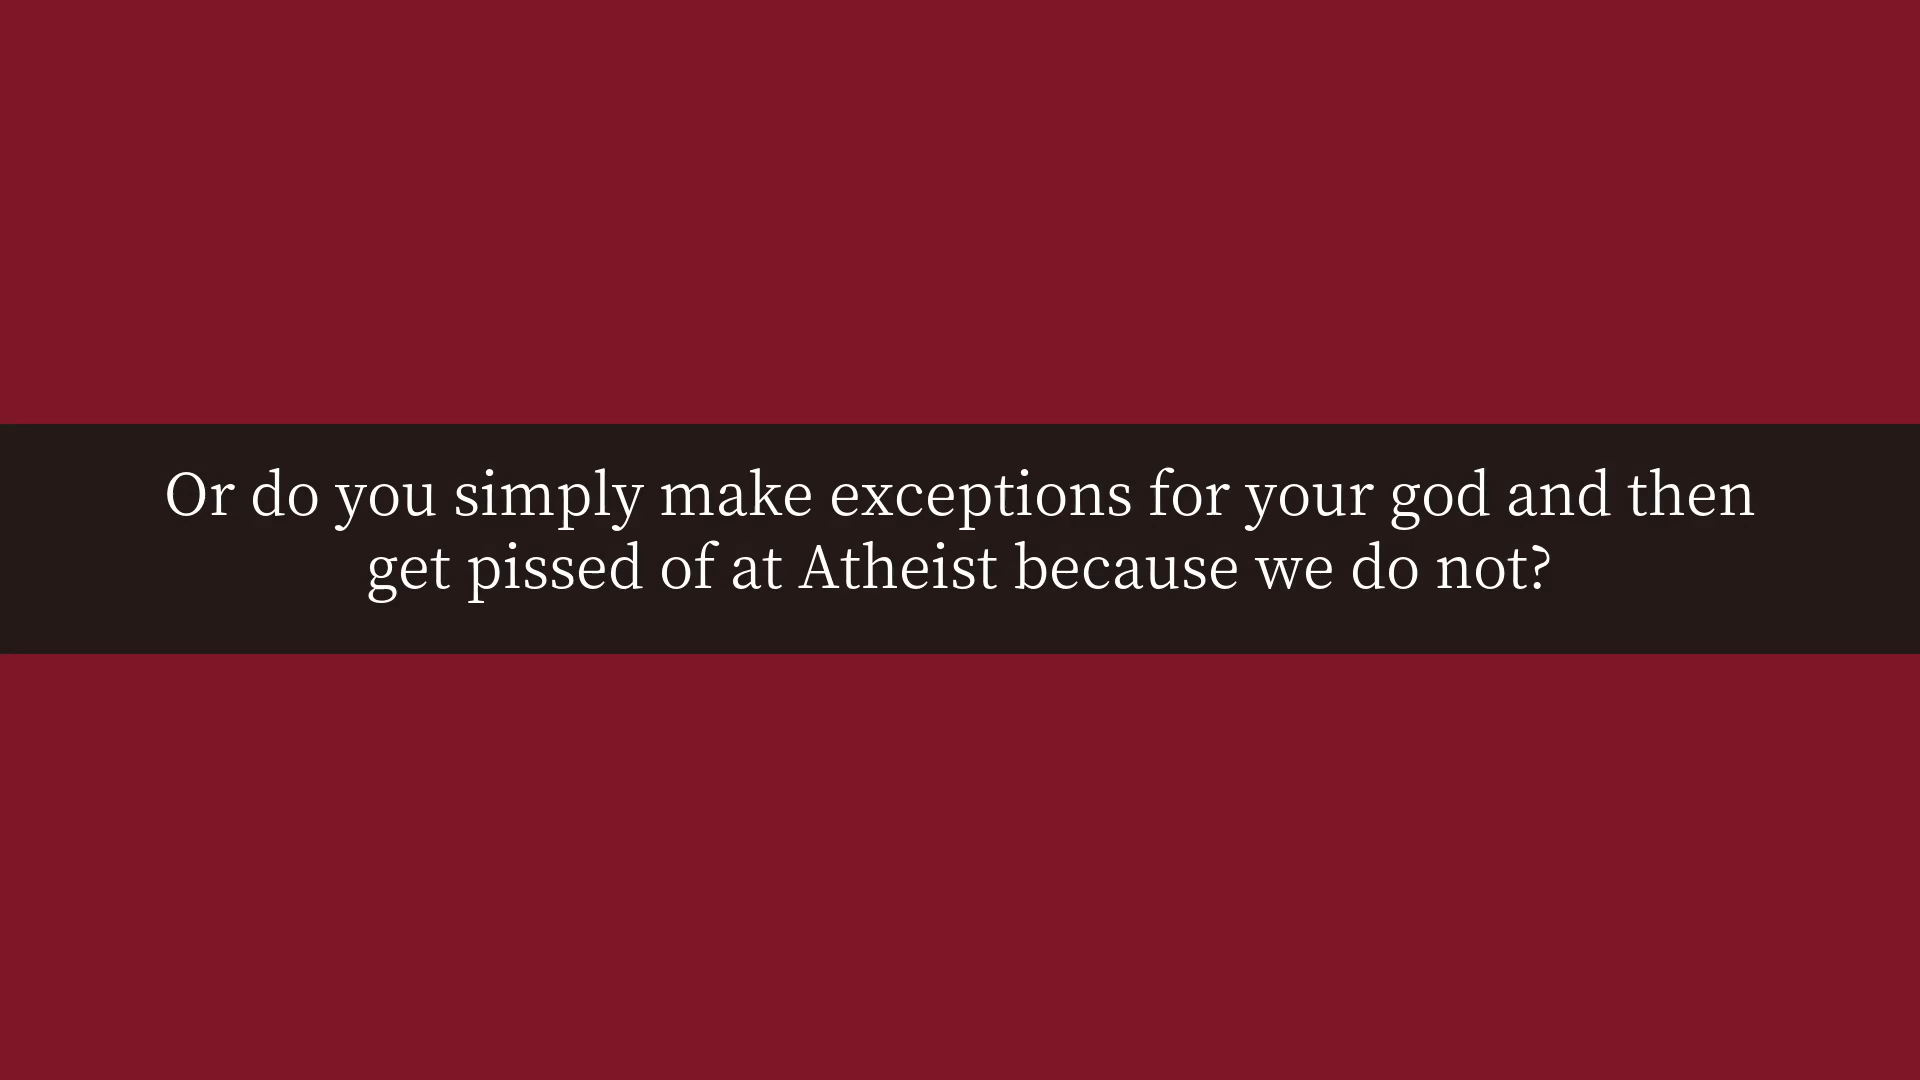 Or do you simply make exceptions for your god and then
get pissed of at Atheist because we do not?